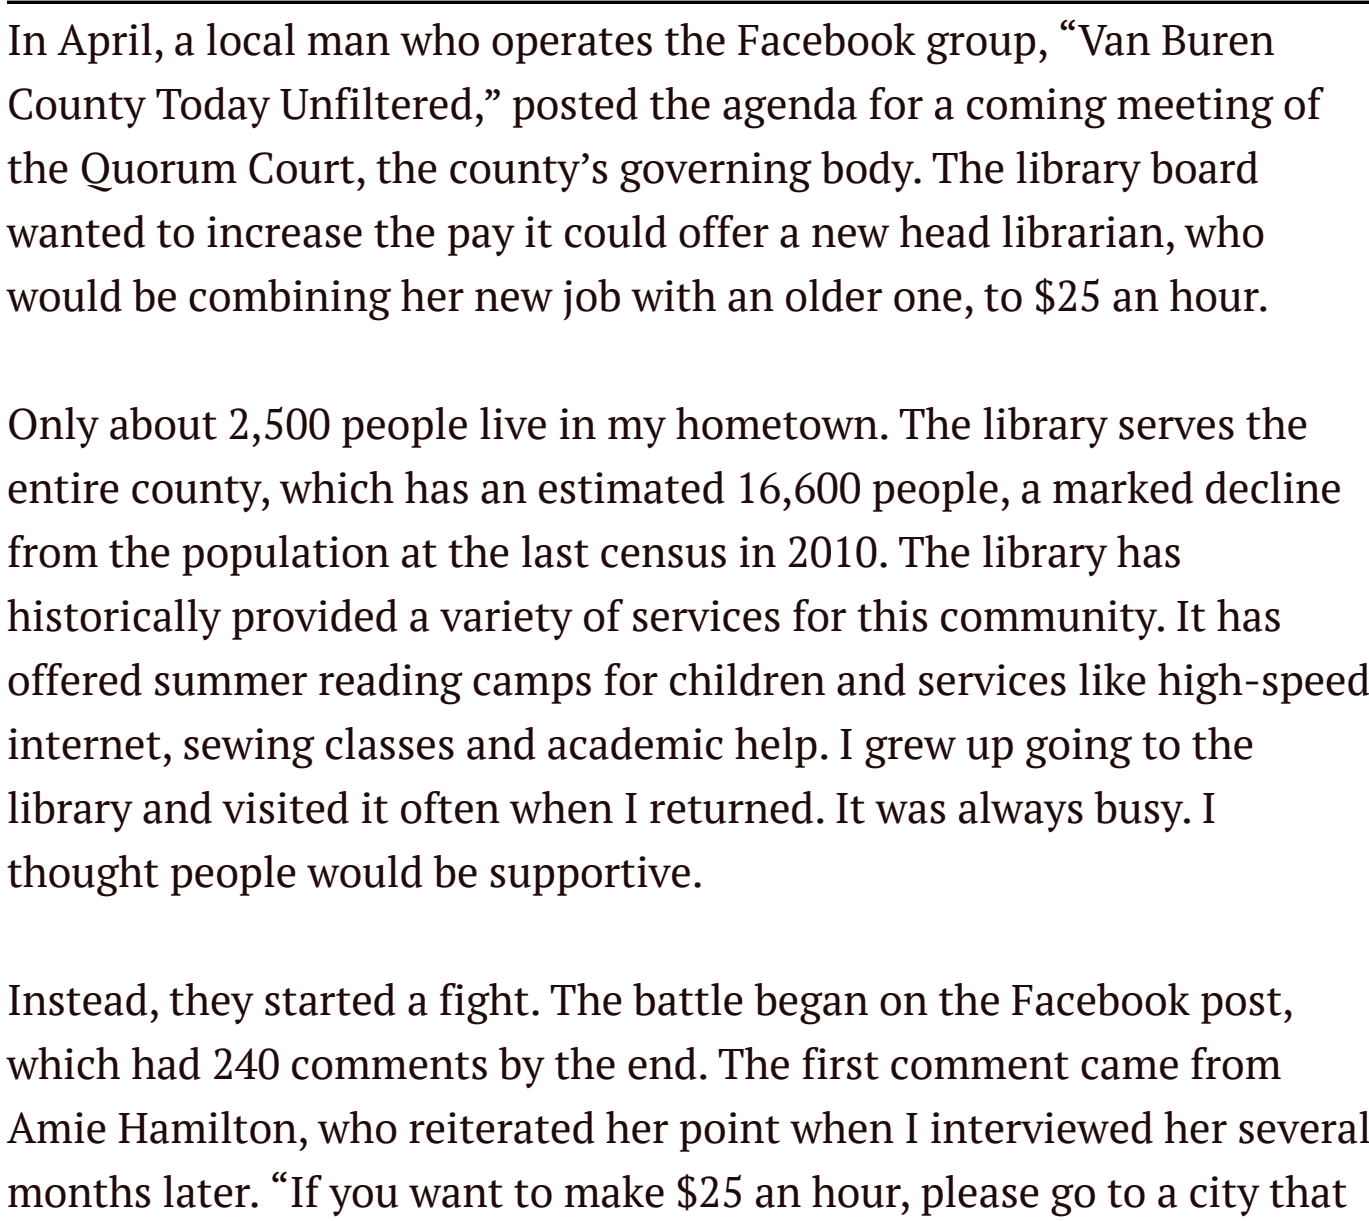 In April, a local man who operates the Facebook group, “Van Buren
County Today Unfiltered,” posted the agenda for a coming meeting of
the Quorum Court, the county’s governing body. The library board
wanted to increase the pay it could offer a new head librarian, who
would be combining her new job with an older one, to $25 an hour.
Only about 2,500 people live in my hometown. The library serves the
entire county, which has an estimated 16,600 people, a marked decline
from the population at the last census in 2010. The library has
historically provided a variety of services for this community. It has
offered summer reading camps for children and services like high-speed
internet, sewing classes and academic help. I grew up going to the
library and visited it often when I returned. It was always busy. I
thought people would be supportive.
Instead, they started a fight. The battle began on the Facebook post,
which had 240 comments by the end. The first comment came from
Amie Hamilton, who reiterated her point when I interviewed her several
months later. “If you want to make $25 an hour, please go to a city that